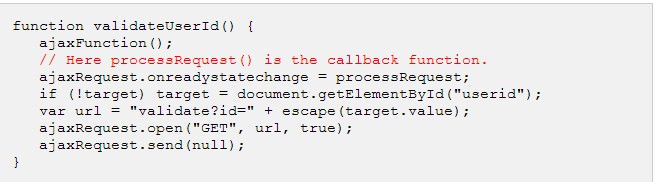 function validateUserId() {
   ajaxFunction();
   // Here processRequest() is the callback function.
   ajaxRequest.onreadystatechange = processRequest;
   if (!target) target = document.getElementById("userid");
   var url = "validate?id=" + escape(target.value);
   ajaxRequest.open("GET", url, true);
   ajaxRequest.send(null);
}